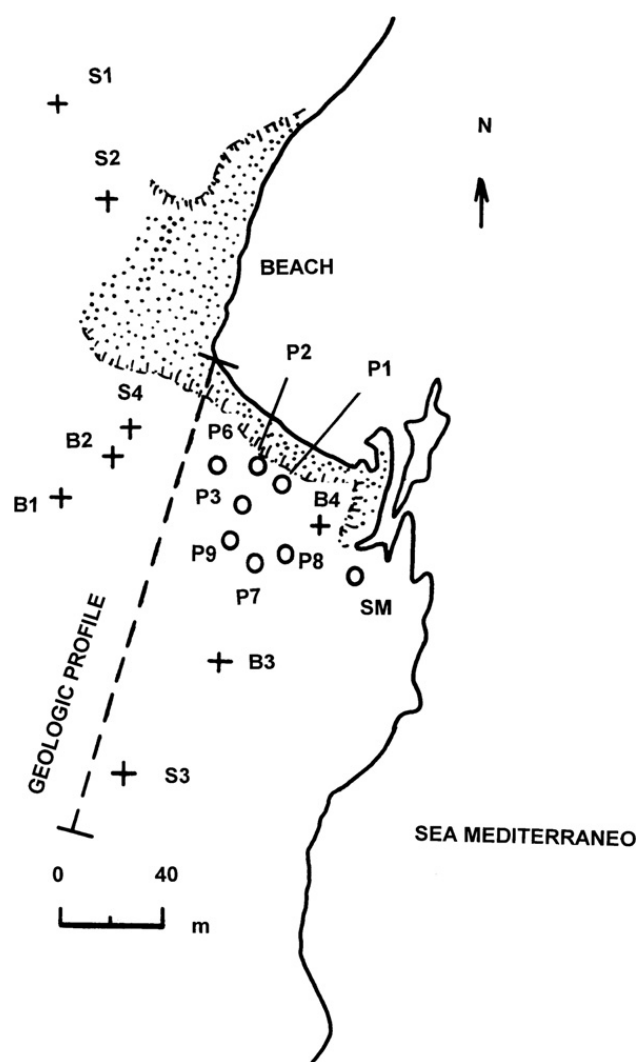 S1
N
S2
BEACH
P2
P1
S4
P6
B2
B1
P3
B4
P9
P8
P7
SM
B3
GEOLOGIC PROFILE
S3
SEA MEDITERRANEO
0 40
m